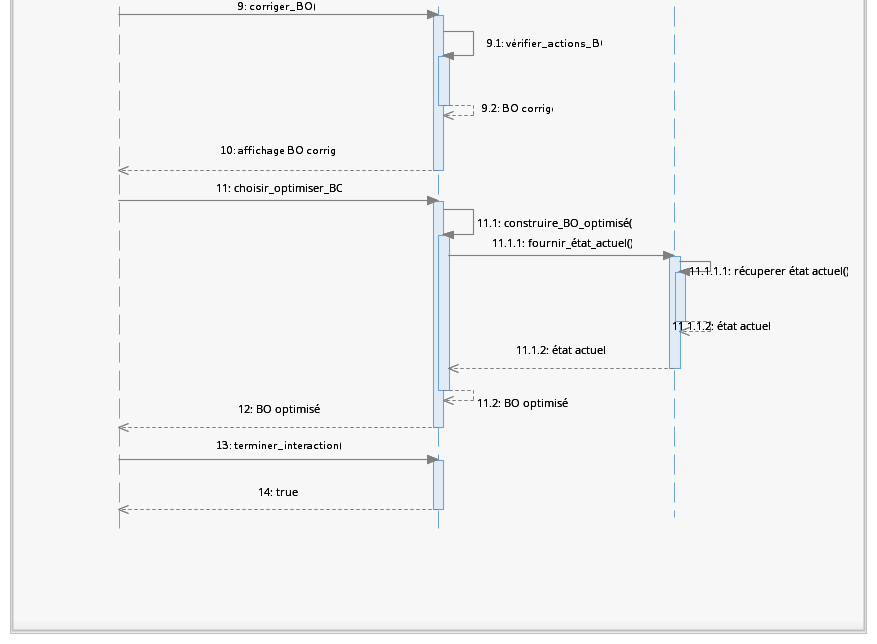 9: corriger_BO(
9.1: vérifier_actions_B(
9.2: BO corrigé
10: affichage BO corrig
11: choisir_optimiser_BC
11.1: construire_BO_optimisé(
11.1.1: fournir_état_actuel()
11.1.1.1: récuperer état actuel()
11.1.1.2: état actuel
11.1.2: état actuel
11.2: BO optimisé
12: BO optimisé
13: terminer_interaction(
14: true